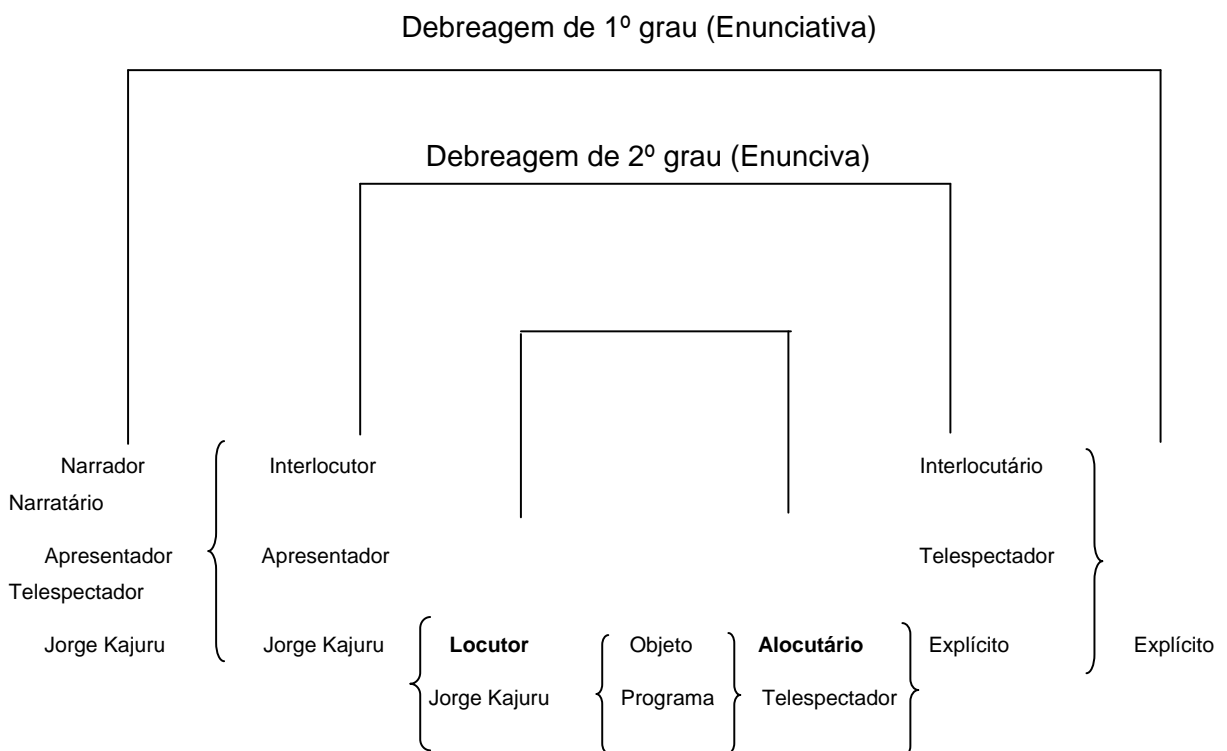 Debreagem de 1º grau (Enunciativa)
Debreagem de 2º grau (Enunciva)
Narrador Interlocutor Interlocutário
Narratário
Apresentador Apresentador Telespectador
Telespectador
Jorge Kajuru Jorge Kajuru Locutor Objeto Alocutário Explícito Explícito
Jorge Kajuru Programa Telespectador